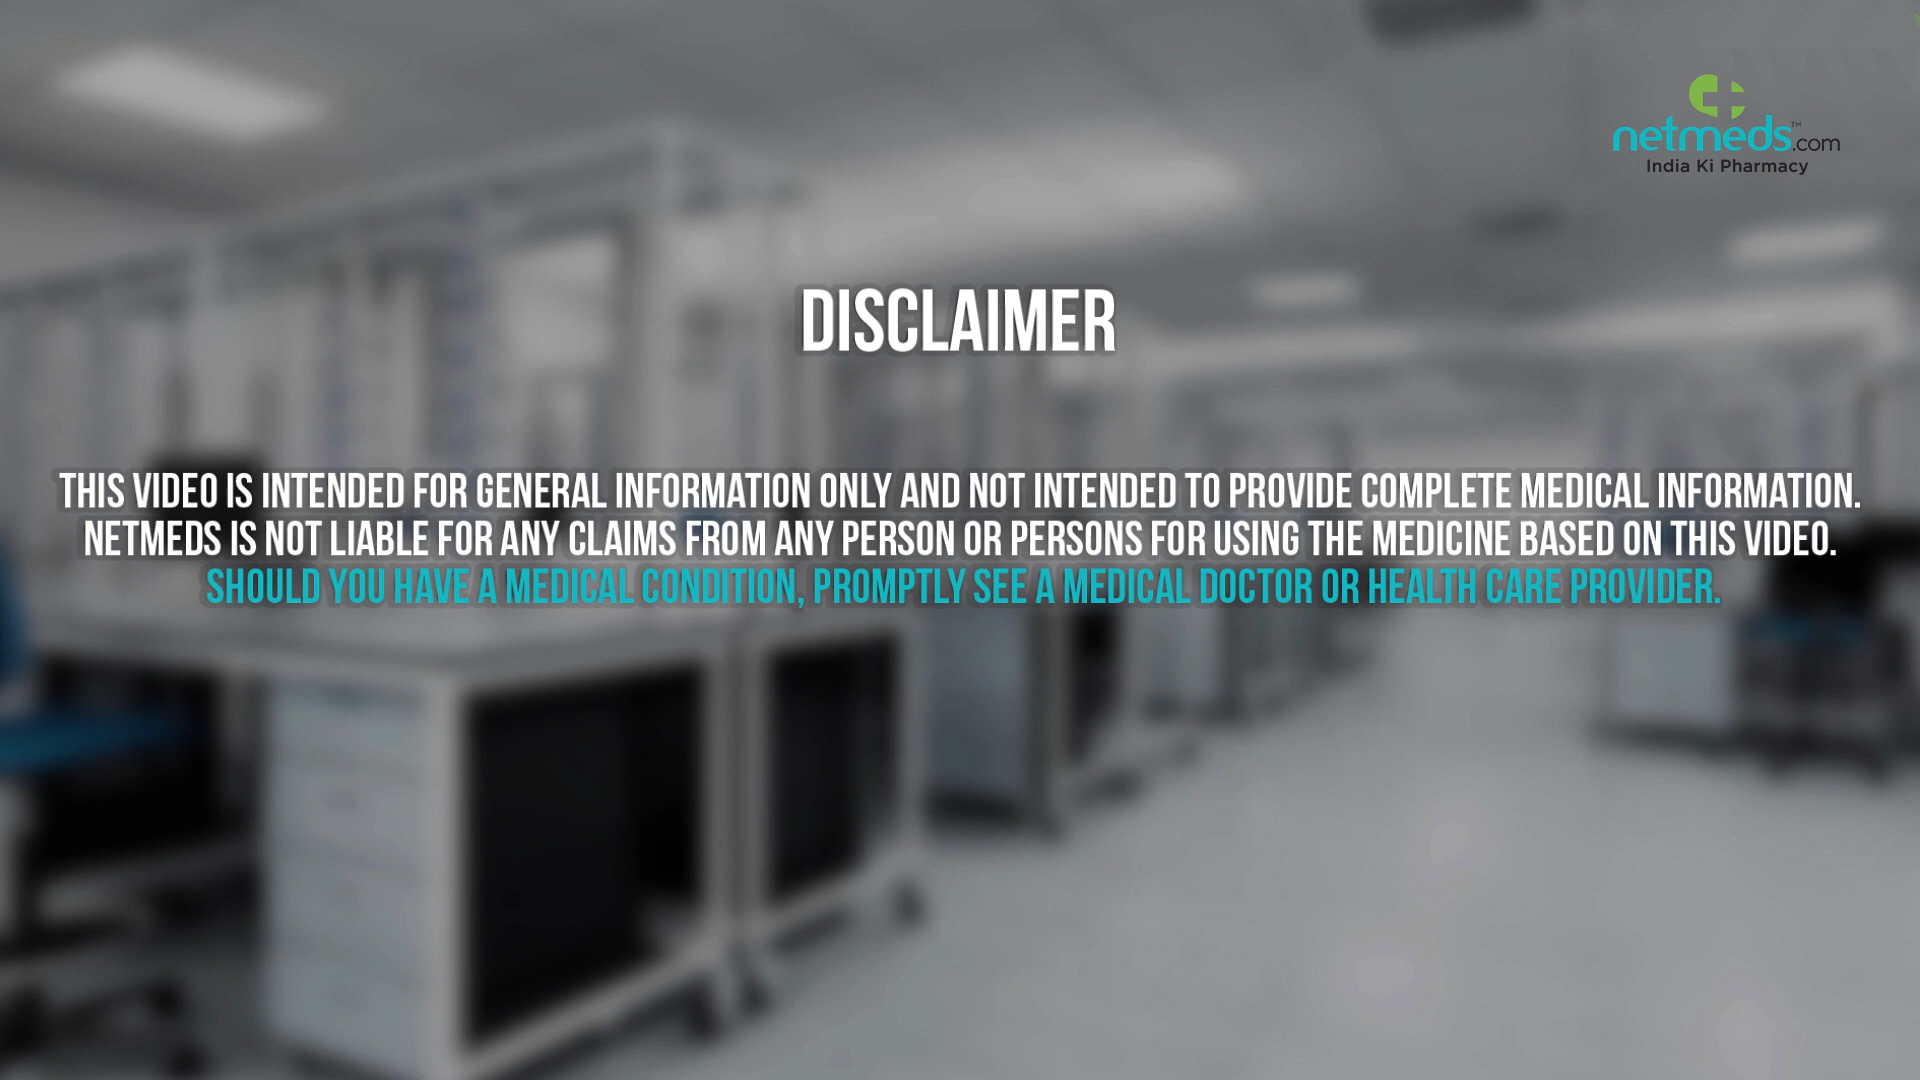 netmeds™.com
India Ki Pharmacy
DISCLAIMER
THIS VIDEO IS INTENDED FOR GENERAL INFORMATION ONLY AND NOT INTENDED TO PROVIDE COMPLETE MEDICAL INFORMATION.
NETMEDS IS NOT LIABLE FOR ANY CLAIMS FROM ANY PERSON OR PERSONS FOR USING THE MEDICINE BASED ON THIS VIDEO.
SHOULD YOU HAVE A MEDICAL CONDITION, PROMPTLY SEE A MEDICAL DOCTOR OR HEALTH CARE PROVIDER.